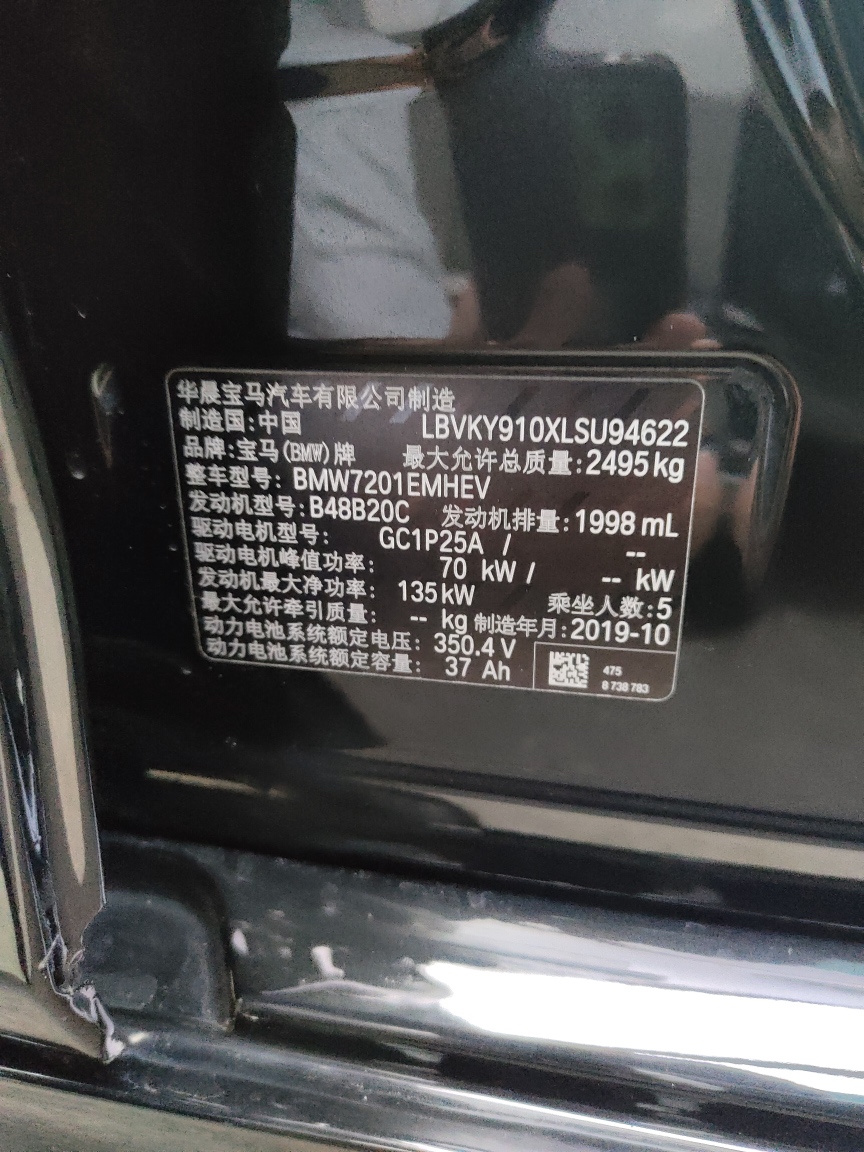 华晨宝马汽车有限公司制造
制造国:中国 LBVKY910XLSU94622
品牌:宝马(BMW)牌 最大允许总质量:2495kg
整车型号: BMW7201EMHEV
发动机型号:B48B20C 发动机排量:1998 mL
驱动电机型号: GC1P25A / --
驱动电机峰值功率: 70 kW / -- kW
发动机最大净功率: 135kW 乘坐人数:5
最大允许牵引质量: -- kg 制造年月:2019-10
动力电池系统额定电压: 350.4 V
动力电池系统额定容量: 37 Ah
475
8 738 783